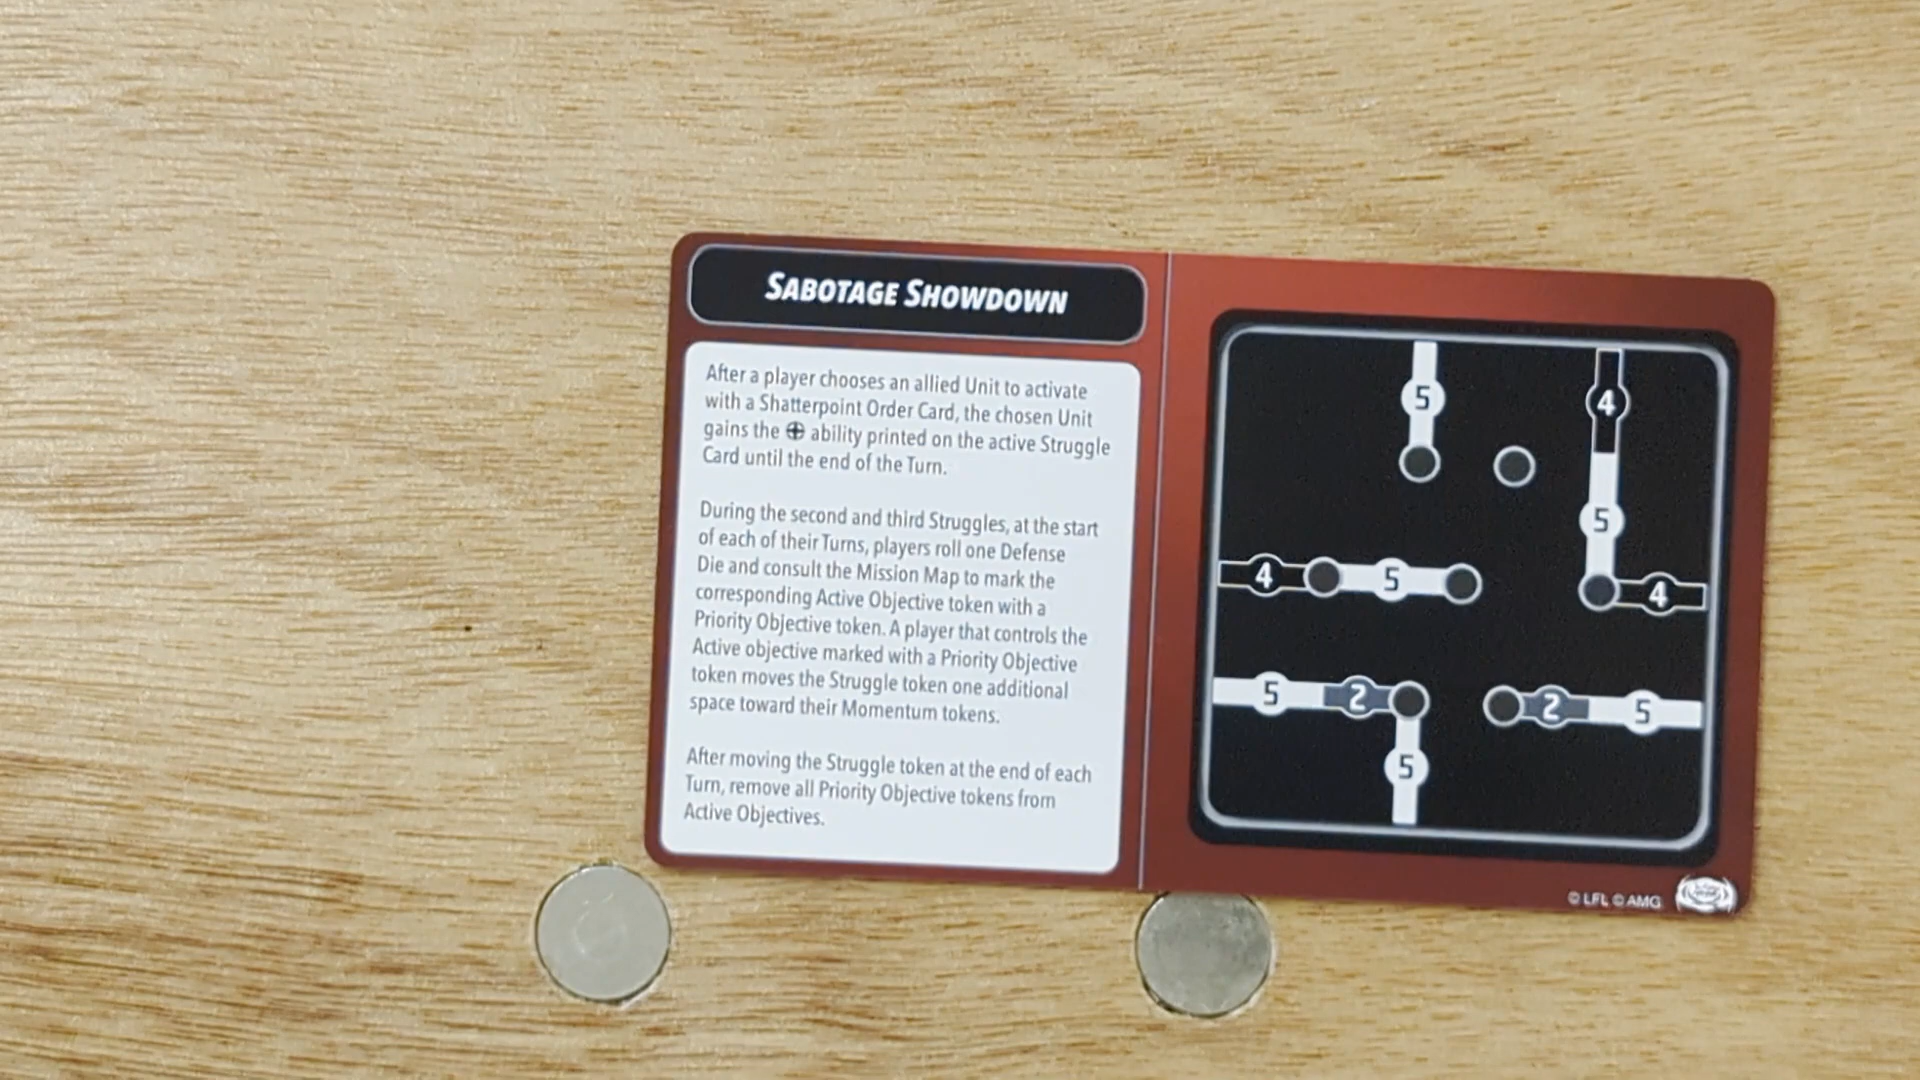 SABOTAGE SHOWDOWN
After a player chooses an allied Unit to activate
with a Shatterpoint Order Card, the chosen Unit
gains the ability printed on the active Struggle
Card until the end of the Turn.
During the second and third Struggles, at the start
of each of their Turns, players roll one Defense
Die and consult the Mission Map to mark the
corresponding Active Objective token with a
Priority Objective token. A player that controls the
Active objective marked with a Priority Objective
token moves the Struggle token one additional
space toward their Momentum tokens.
After moving the Struggle token at the end of each
Turn, remove all Priority Objective tokens from
Active Objectives.
5 4
5
4 5 4
5 2 2 5
5
© LFL © AMG